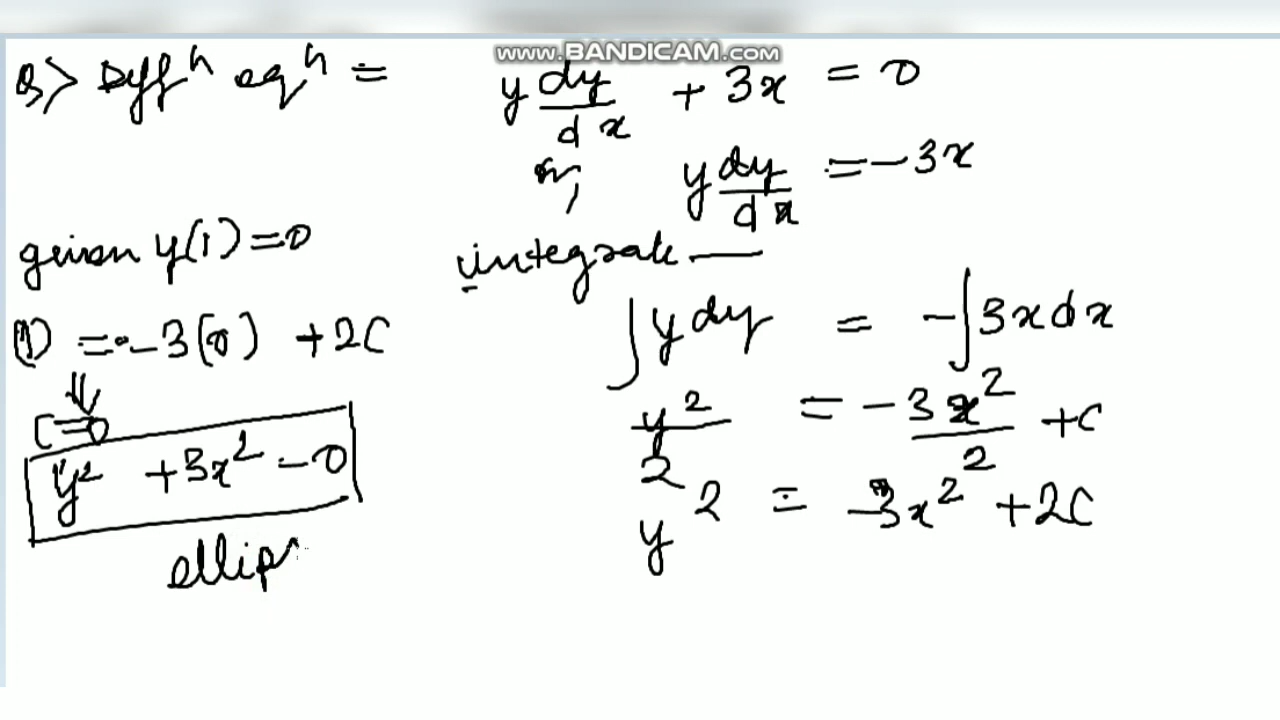 www.BANDICAM.com
Q> Diffⁿ eqⁿ = y dy/dx + 3x = 0
or, y dy/dx = -3x
given y(1)=0
integrate —
∫ y dy = -∫ 3x dx
(1) = -3(0) + 2C
⇓
y²/2 = -3x²/2 + C
C=0
y² + 3x² - 0
y² = -3x² + 2C
ellips